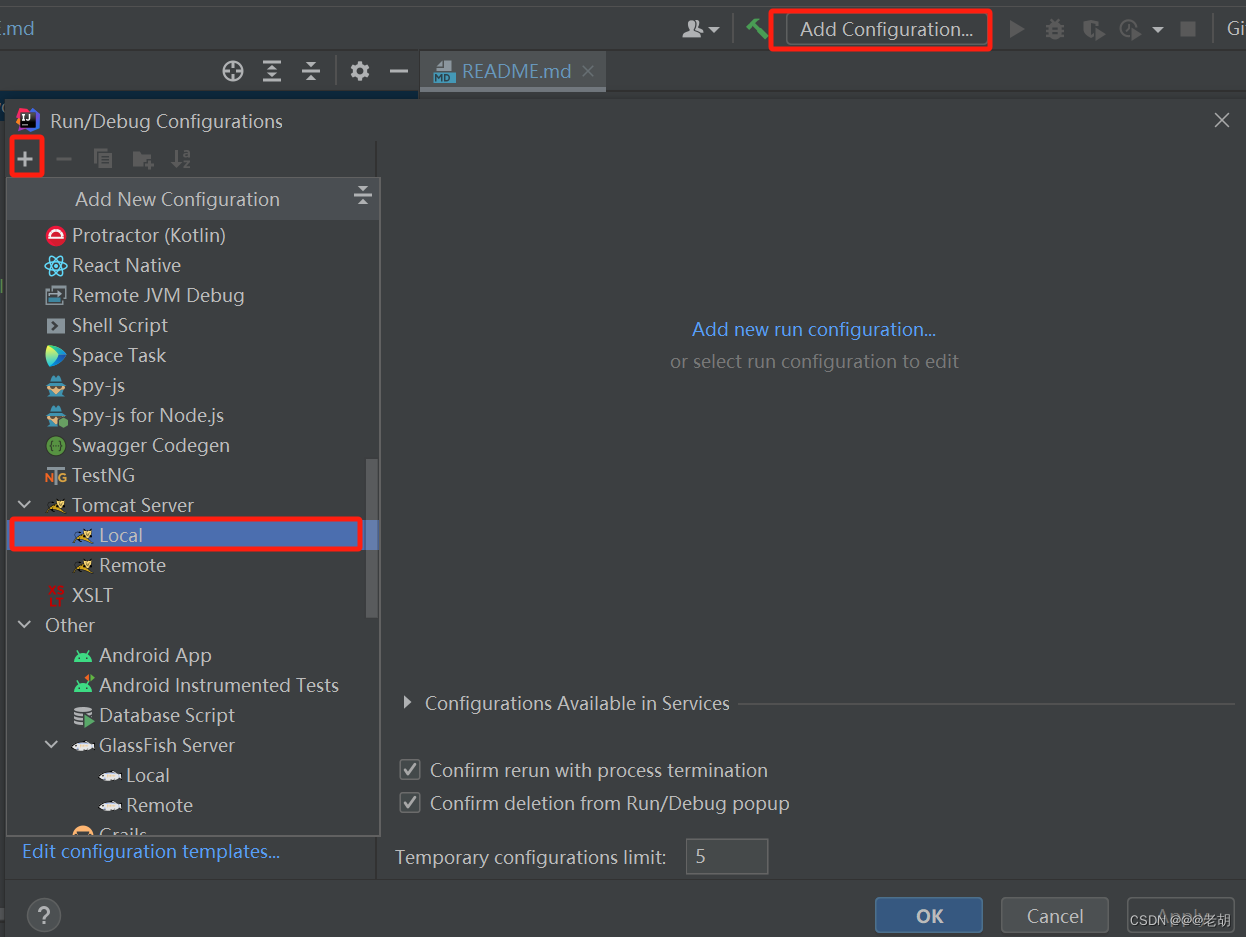 .md
Add Configuration...
Gi
MD README.md
Run/Debug Configurations
Add New Configuration
Protractor (Kotlin)
React Native
Remote JVM Debug
Shell Script
Space Task
Spy-js
Spy-js for Node.js
Swagger Codegen
TestNG
Tomcat Server
Local
Remote
XSLT
Other
Android App
Android Instrumented Tests
Database Script
GlassFish Server
Local
Remote
Grails
Edit configuration templates...
Add new run configuration...
or select run configuration to edit
Configurations Available in Services
Confirm rerun with process termination
Confirm deletion from Run/Debug popup
Temporary configurations limit: 5
?
OK
Cancel
Apply
CSDN @@@老胡